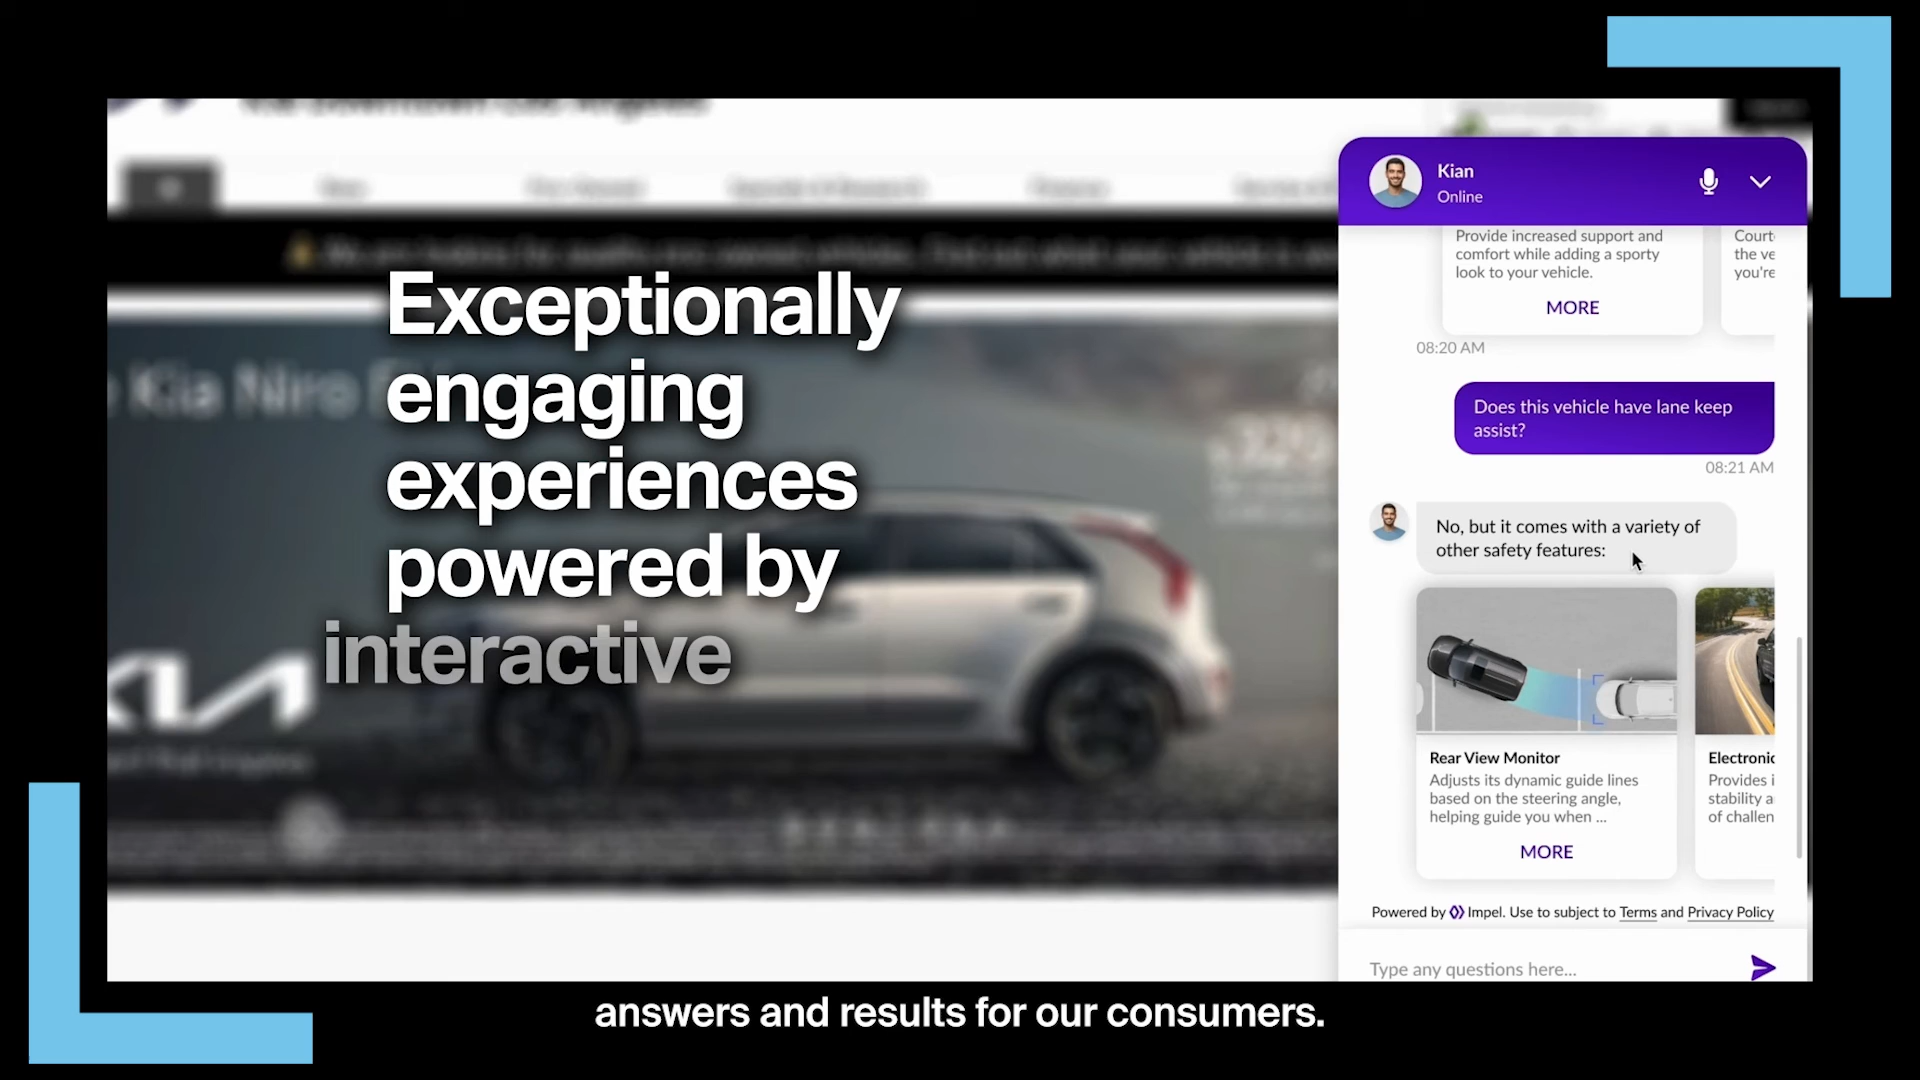 Exceptionally
engaging
experiences
powered by
interactive
Kia Niro
KIA
Kian
Online
Provide increased support and
comfort while adding a sporty
look to your vehicle.
MORE
Court
the ve
you're
08:20 AM
Does this vehicle have lane keep
assist?
08:21 AM
No, but it comes with a variety of
other safety features:
Rear View Monitor
Adjusts its dynamic guide lines
based on the steering angle,
helping guide you when ...
MORE
Electronic
Provides i
stability a
of challen
Powered by Impel. Use to subject to Terms and Privacy Policy
Type any questions here...
answers and results for our consumers.